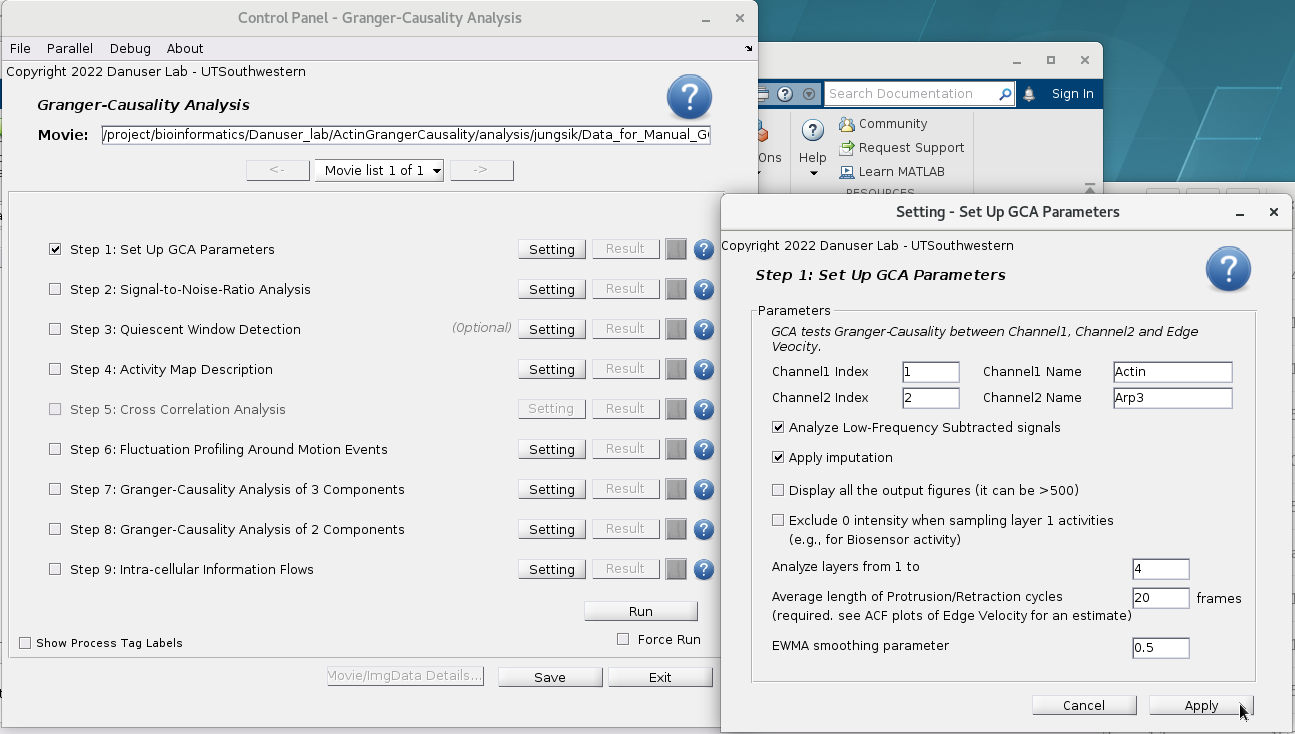 Control Panel - Granger-Causality Analysis
File Parallel Debug About
Copyright 2022 Danuser Lab - UTSouthwestern
Granger-Causality Analysis
Movie: /project/bioinformatics/Danuser_lab/ActinGrangerCausality/analysis/jungsik/Data_for_Manual_G
<- Movie list 1 of 1 ->
Step 1: Set Up GCA Parameters Setting Result
Step 2: Signal-to-Noise-Ratio Analysis Setting Result
Step 3: Quiescent Window Detection (Optional) Setting Result
Step 4: Activity Map Description Setting Result
Step 5: Cross Correlation Analysis Setting Result
Step 6: Fluctuation Profiling Around Motion Events Setting Result
Step 7: Granger-Causality Analysis of 3 Components Setting Result
Step 8: Granger-Causality Analysis of 2 Components Setting Result
Step 9: Intra-cellular Information Flows Setting Result
Run
Show Process Tag Labels Force Run
Movie/ImgData Details... Save Exit
Search Documentation Sign In
Ons Help
Community
Request Support
Learn MATLAB
RESOURCES
Setting - Set Up GCA Parameters
Copyright 2022 Danuser Lab - UTSouthwestern
Step 1: Set Up GCA Parameters
Parameters
GCA tests Granger-Causality between Channel1, Channel2 and Edge
Veocity.
Channel1 Index 1 Channel1 Name Actin
Channel2 Index 2 Channel2 Name Arp3
Analyze Low-Frequency Subtracted signals
Apply imputation
Display all the output figures (it can be >500)
Exclude 0 intensity when sampling layer 1 activities
(e.g., for Biosensor activity)
Analyze layers from 1 to 4
Average length of Protrusion/Retraction cycles 20 frames
(required. see ACF plots of Edge Velocity for an estimate)
EWMA smoothing parameter 0.5
Cancel Apply